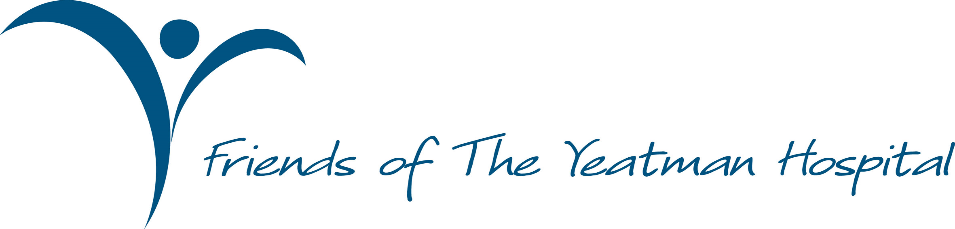 Friends of The Yeatman Hospital